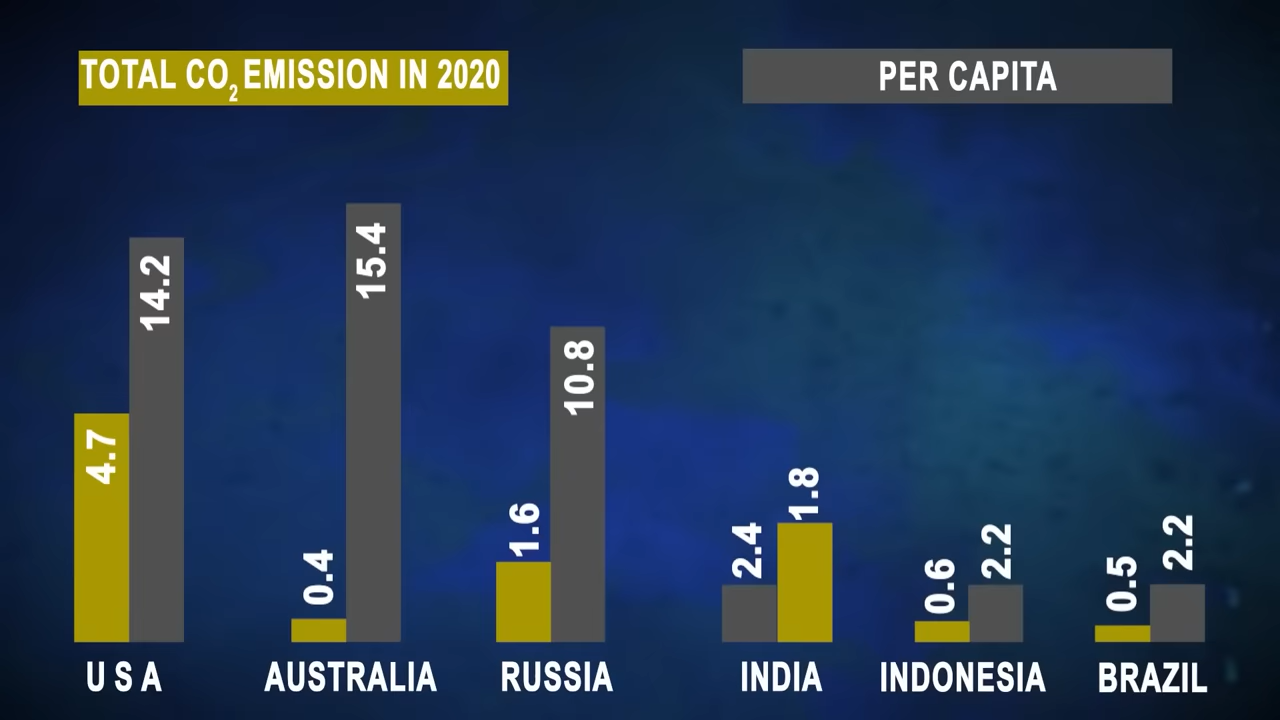 TOTAL CO₂ EMISSION IN 2020
PER CAPITA
4.7
14.2
0.4
15.4
1.6
10.8
2.4
1.8
0.6
2.2
0.5
2.2
U S A
AUSTRALIA
RUSSIA
INDIA
INDONESIA
BRAZIL